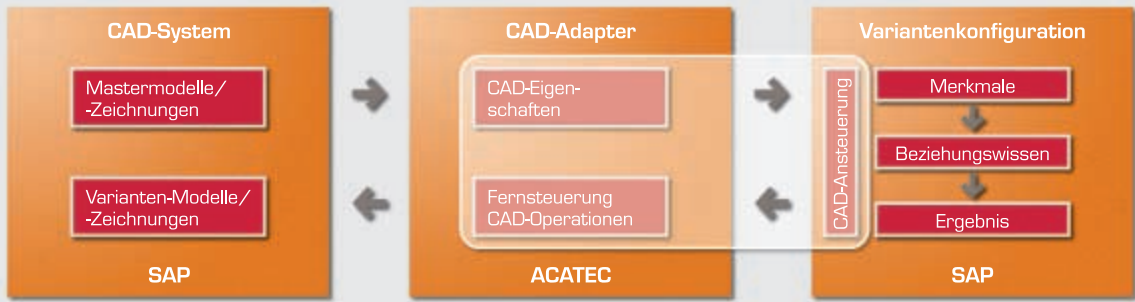 CAD-System
Mastermodelle/
-Zeichnungen
Varianten-Modelle/
-Zeichnungen
SAP
CAD-Adapter
CAD-Eigen-
schaften
Fernsteuerung
CAD-Operationen
ACATEC
Variantenkonfiguration
CAD-Ansteuerung
Merkmale
Beziehungswissen
Ergebnis
SAP